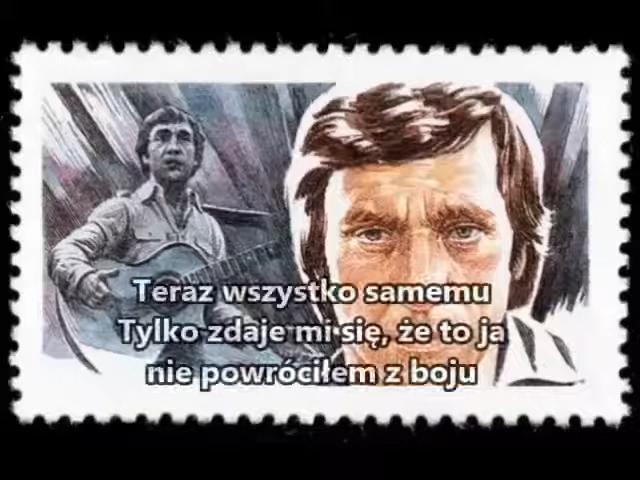 Teraz wszystko samemu
Tylko zdaje mi się, że to ja
nie powróciłem z boju